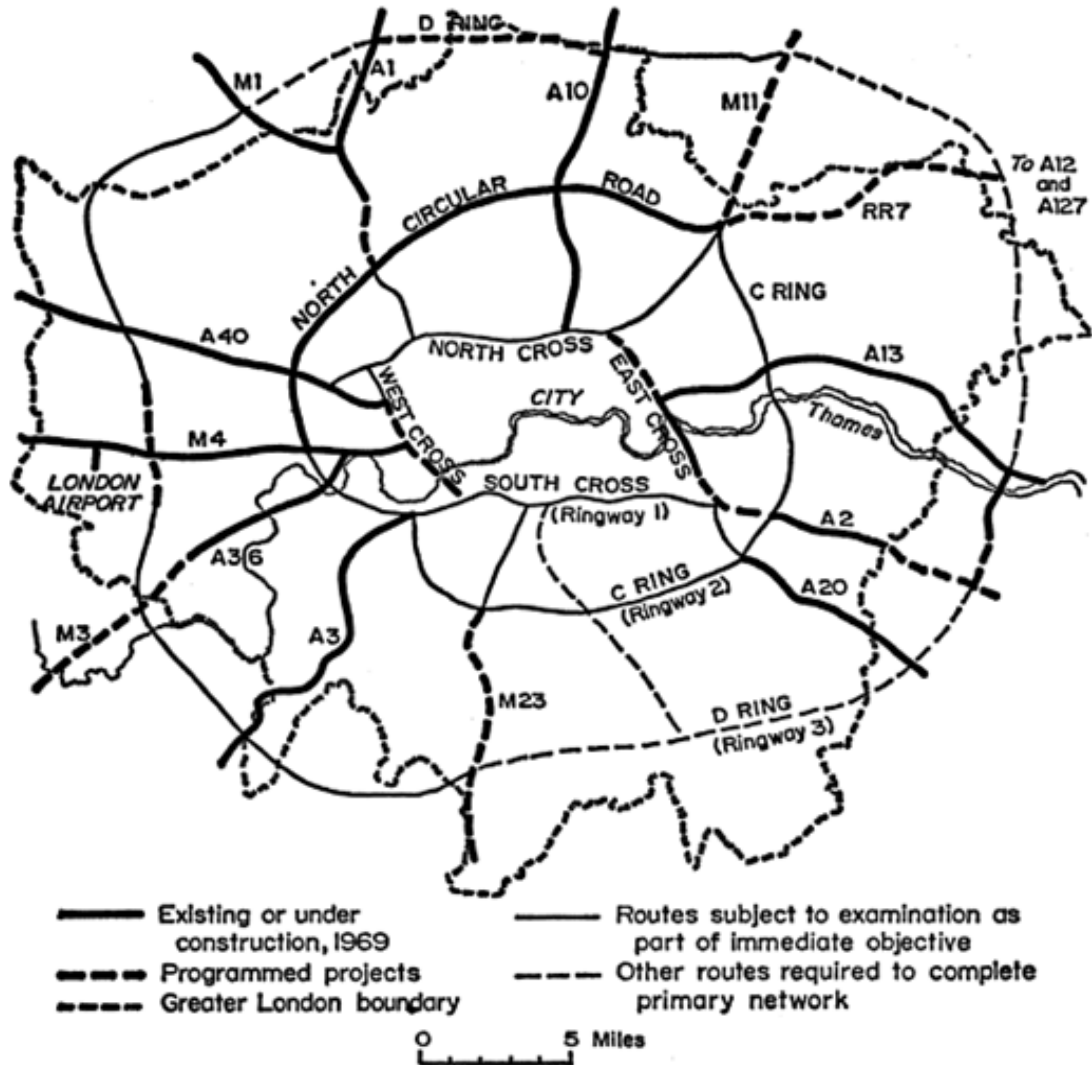 D RING
M1
A1
A10
M11
To A12
and
A127
CIRCULAR
ROAD
RR7
NORTH
C RING
A40
NORTH CROSS
EAST CROSS
A13
WEST CROSS
CITY
Thames
M4
LONDON
AIRPORT
SOUTH CROSS
(Ringway 1)
A2
A36
C RING
(Ringway 2)
A20
M3
A3
M23
D RING
(Ringway 3)
Existing or under
construction, 1969
Programmed projects
Greater London boundary
Routes subject to examination as
part of immediate objective
Other routes required to complete
primary network
0 5 Miles